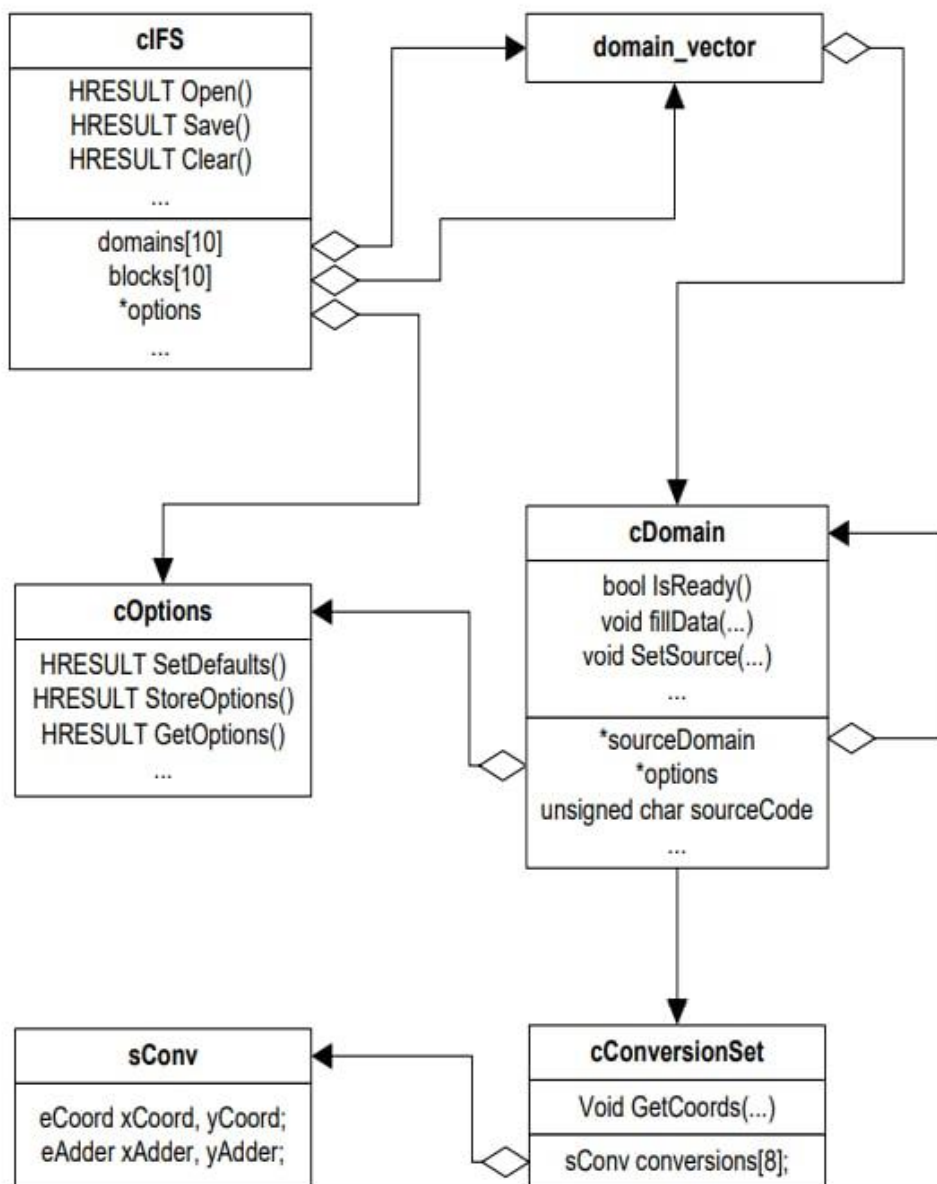 cIFS
HRESULT Open()
HRESULT Save()
HRESULT Clear()
...
domains[10]
blocks[10]
*options
...
domain_vector
cOptions
HRESULT SetDefaults()
HRESULT StoreOptions()
HRESULT GetOptions()
...
cDomain
bool IsReady()
void fillData(...)
void SetSource(...)
...
*sourceDomain
*options
unsigned char sourceCode
...
sConv
eCoord xCoord, yCoord;
eAdder xAdder, yAdder;
cConversionSet
Void GetCoords(...)
sConv conversions[8];